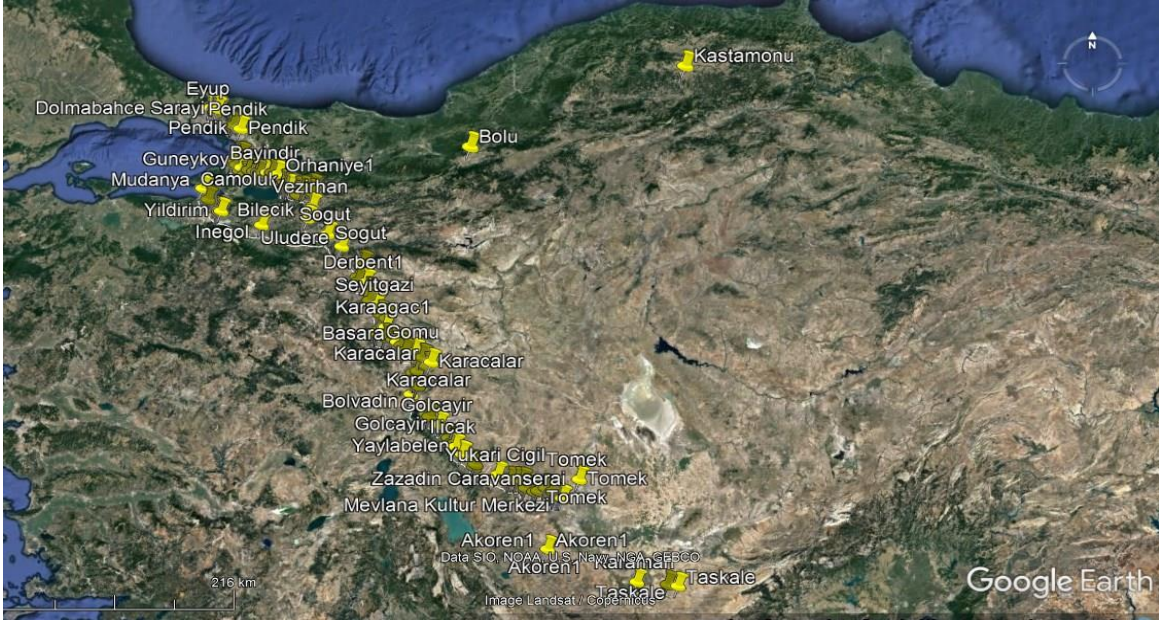 Kastamonu
N
Eyup
Dolmabahce Sarayi Pendik
Pendik Pendik
Bolu
Guneykoy Bayindir Orhaniye1
Mudanya Camoluk Vezirhan
Yildirim Bilecik Sogut
Inegol Uludere Sogut
Derbent1
Seyitgazi
Karaagac1
Basara Gomu
Karacalar Karacalar
Karacalar
Bolvadin Golcayir
Golcayir Ilicak
Yaylabelen Yukari Cigil Tomek
Zazadin Caravanserai Tomek
Mevlana Kultur Merkezi Tomek
Akoren1 Akoren1
Data SIO, NOAA, U.S. Navy, NGA, GEBCO
Akoren1 Karaman
Taskale
Taskale
216 km
Image Landsat / Copernicus
Google Earth